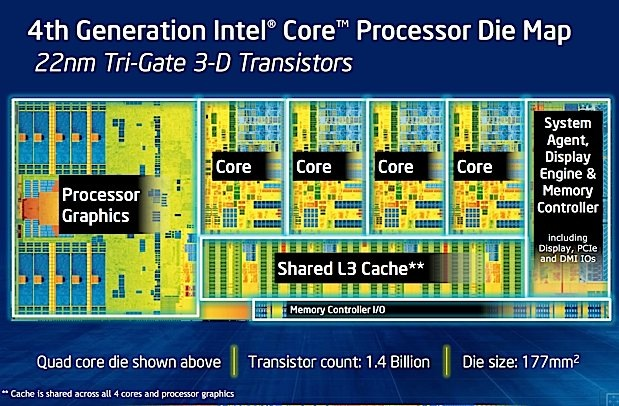 4th Generation Intel® Core™ Processor Die Map
22nm Tri-Gate 3-D Transistors
Processor
Graphics
Core
Core
Core
Core
System
Agent,
Display
Engine &
Memory
Controller
including
Display, PCIe
and DMI IOs
Shared L3 Cache**
Memory Controller I/O
Quad core die shown above
Transistor count: 1.4 Billion
Die size: 177mm²
** Cache is shared across all 4 cores and processor graphics